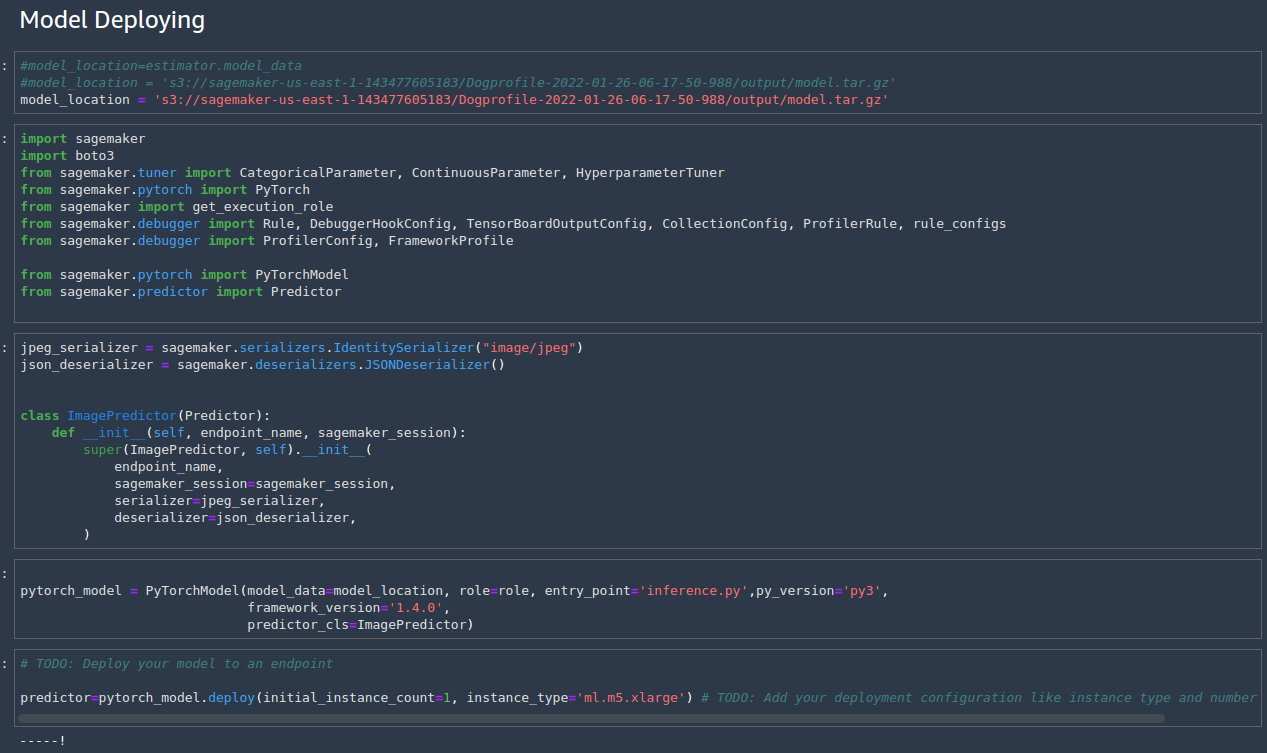 Model Deploying
:
#model_location=estimator.model_data
#model_location = 's3://sagemaker-us-east-1-143477605183/Dogprofile-2022-01-26-06-17-50-988/output/model.tar.gz'
model_location = 's3://sagemaker-us-east-1-143477605183/Dogprofile-2022-01-26-06-17-50-988/output/model.tar.gz'
:
import sagemaker
import boto3
from sagemaker.tuner import CategoricalParameter, ContinuousParameter, HyperparameterTuner
from sagemaker.pytorch import PyTorch
from sagemaker import get_execution_role
from sagemaker.debugger import Rule, DebuggerHookConfig, TensorBoardOutputConfig, CollectionConfig, ProfilerRule, rule_configs
from sagemaker.debugger import ProfilerConfig, FrameworkProfile

from sagemaker.pytorch import PyTorchModel
from sagemaker.predictor import Predictor
:
jpeg_serializer = sagemaker.serializers.IdentitySerializer("image/jpeg")
json_deserializer = sagemaker.deserializers.JSONDeserializer()


class ImagePredictor(Predictor):
    def __init__(self, endpoint_name, sagemaker_session):
        super(ImagePredictor, self).__init__(
            endpoint_name,
            sagemaker_session=sagemaker_session,
            serializer=jpeg_serializer,
            deserializer=json_deserializer,
        )
:
pytorch_model = PyTorchModel(model_data=model_location, role=role, entry_point='inference.py',py_version='py3',
                             framework_version='1.4.0',
                             predictor_cls=ImagePredictor)
:
# TODO: Deploy your model to an endpoint

predictor=pytorch_model.deploy(initial_instance_count=1, instance_type='ml.m5.xlarge') # TODO: Add your deployment configuration like instance type and number
-----!